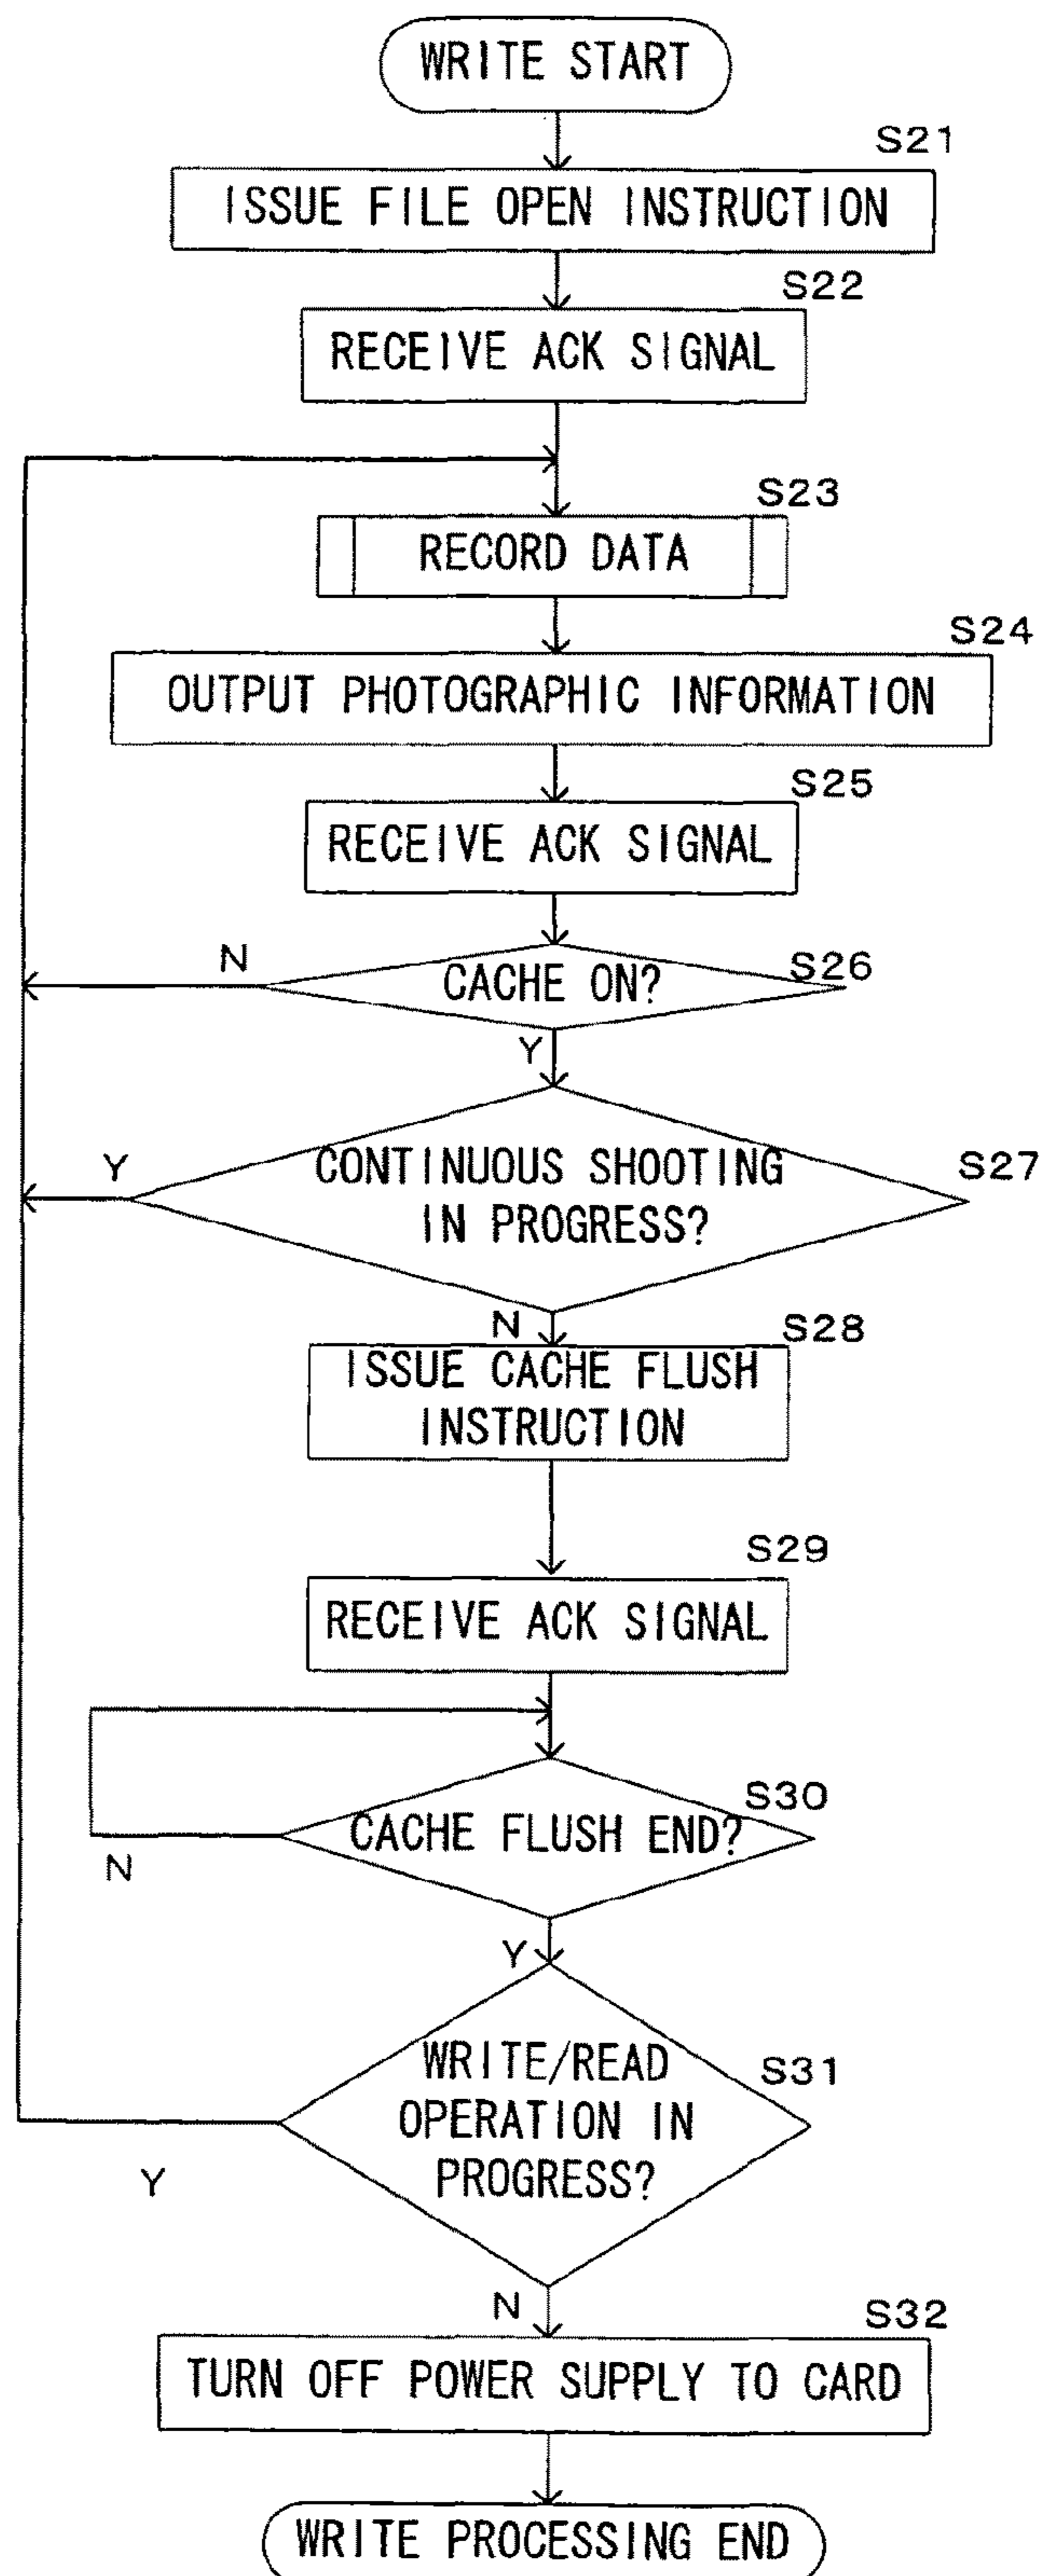 WRITE START
S21
ISSUE FILE OPEN INSTRUCTION
S22
RECEIVE ACK SIGNAL
S23
RECORD DATA
S24
OUTPUT PHOTOGRAPHIC INFORMATION
S25
RECEIVE ACK SIGNAL
N
S26
CACHE ON?
Y
Y
CONTINUOUS SHOOTING
S27
IN PROGRESS?
N
S28
ISSUE CACHE FLUSH
INSTRUCTION
S29
RECEIVE ACK SIGNAL
S30
CACHE FLUSH END?
N
Y
WRITE/READ
S31
OPERATION IN
PROGRESS?
Y
N
S32
TURN OFF POWER SUPPLY TO CARD
WRITE PROCESSING END